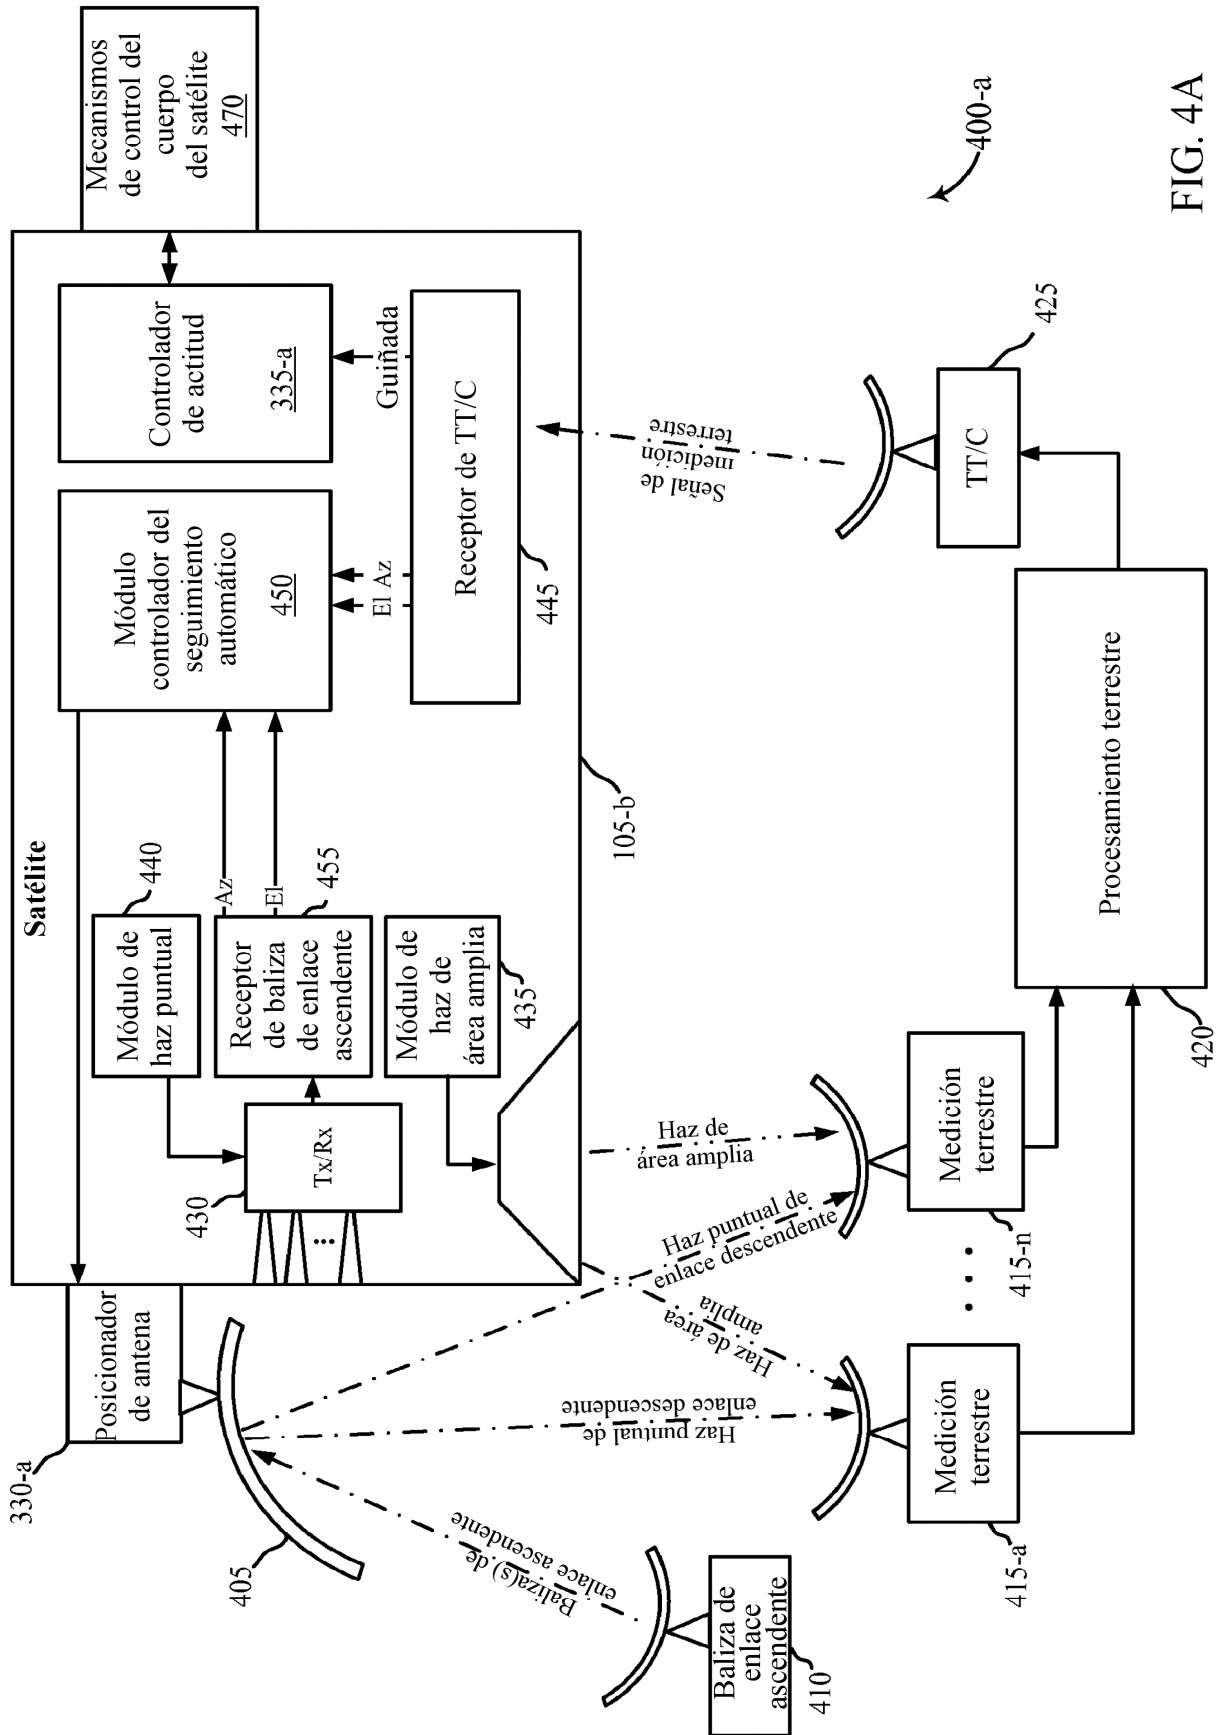 Satélite
330-a
Posicionador
de antena
405
430
Tx/Rx
440
Módulo de
haz puntual
Az
El
455
Receptor
de baliza
de enlace
ascendente
435
Módulo de
haz de
área amplia
105-b
Módulo
controlador del
seguimiento
automático
450
El Az
445
Receptor de TT/C
Guiñada
Controlador
de actitud
335-a
Mecanismos
de control del
cuerpo
del satélite
470
Baliza(s) de
enlace ascendente
Haz puntual de
enlace descendente
Haz de área
amplia
Haz puntual de
enlace descendente
Haz de
área amplia
Señal de
medición
terrestre
Baliza de
enlace
ascendente
410
Medición
terrestre
415-a
...
Medición
terrestre
415-n
Procesamiento terrestre
420
TT/C
425
400-a
FIG. 4A